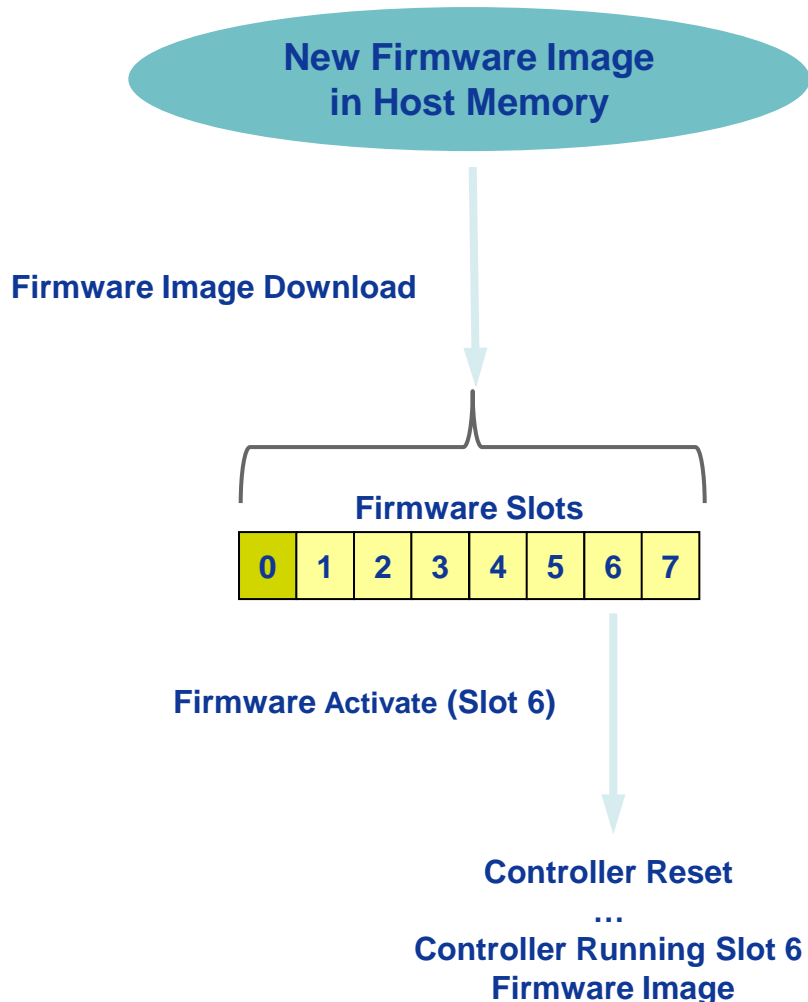 New Firmware Image
in Host Memory
Firmware Image Download
Firmware Slots
0 1 2 3 4 5 6 7
Firmware Activate (Slot 6)
Controller Reset
…
Controller Running Slot 6
Firmware Image